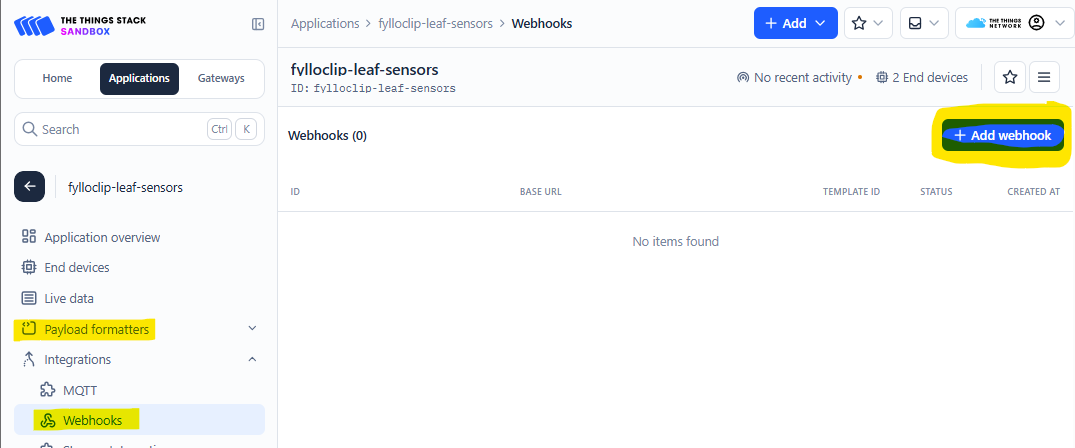 THE THINGS STACK
SANDBOX
Home
Applications
Gateways
Search
Ctrl
K
fylloclip-leaf-sensors
Application overview
End devices
Live data
Payload formatters
Integrations
MQTT
Webhooks
Applications > fylloclip-leaf-sensors > Webhooks
+ Add
THE THINGS
NETWORK
fylloclip-leaf-sensors
ID: fylloclip-leaf-sensors
No recent activity
2 End devices
Webhooks (0)
+ Add webhook
ID
BASE URL
TEMPLATE ID
STATUS
CREATED AT
No items found